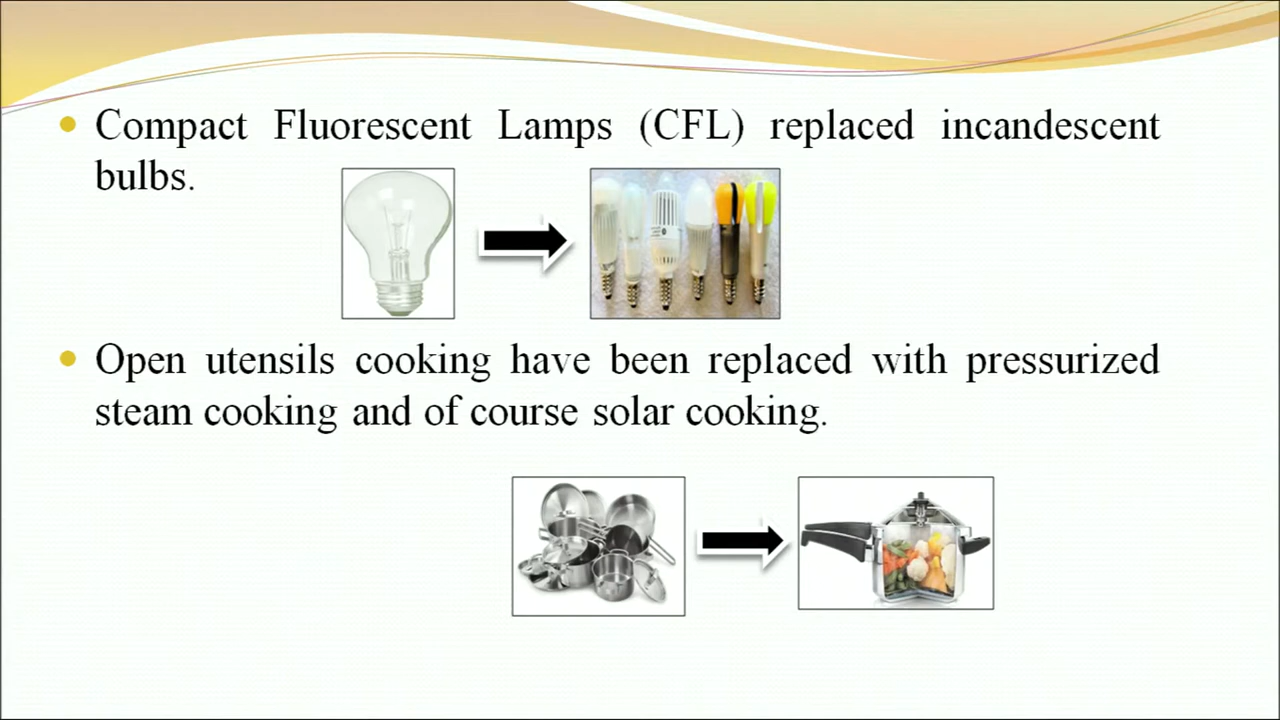 Compact Fluorescent Lamps (CFL) replaced incandescent
bulbs.
Open utensils cooking have been replaced with pressurized
steam cooking and of course solar cooking.